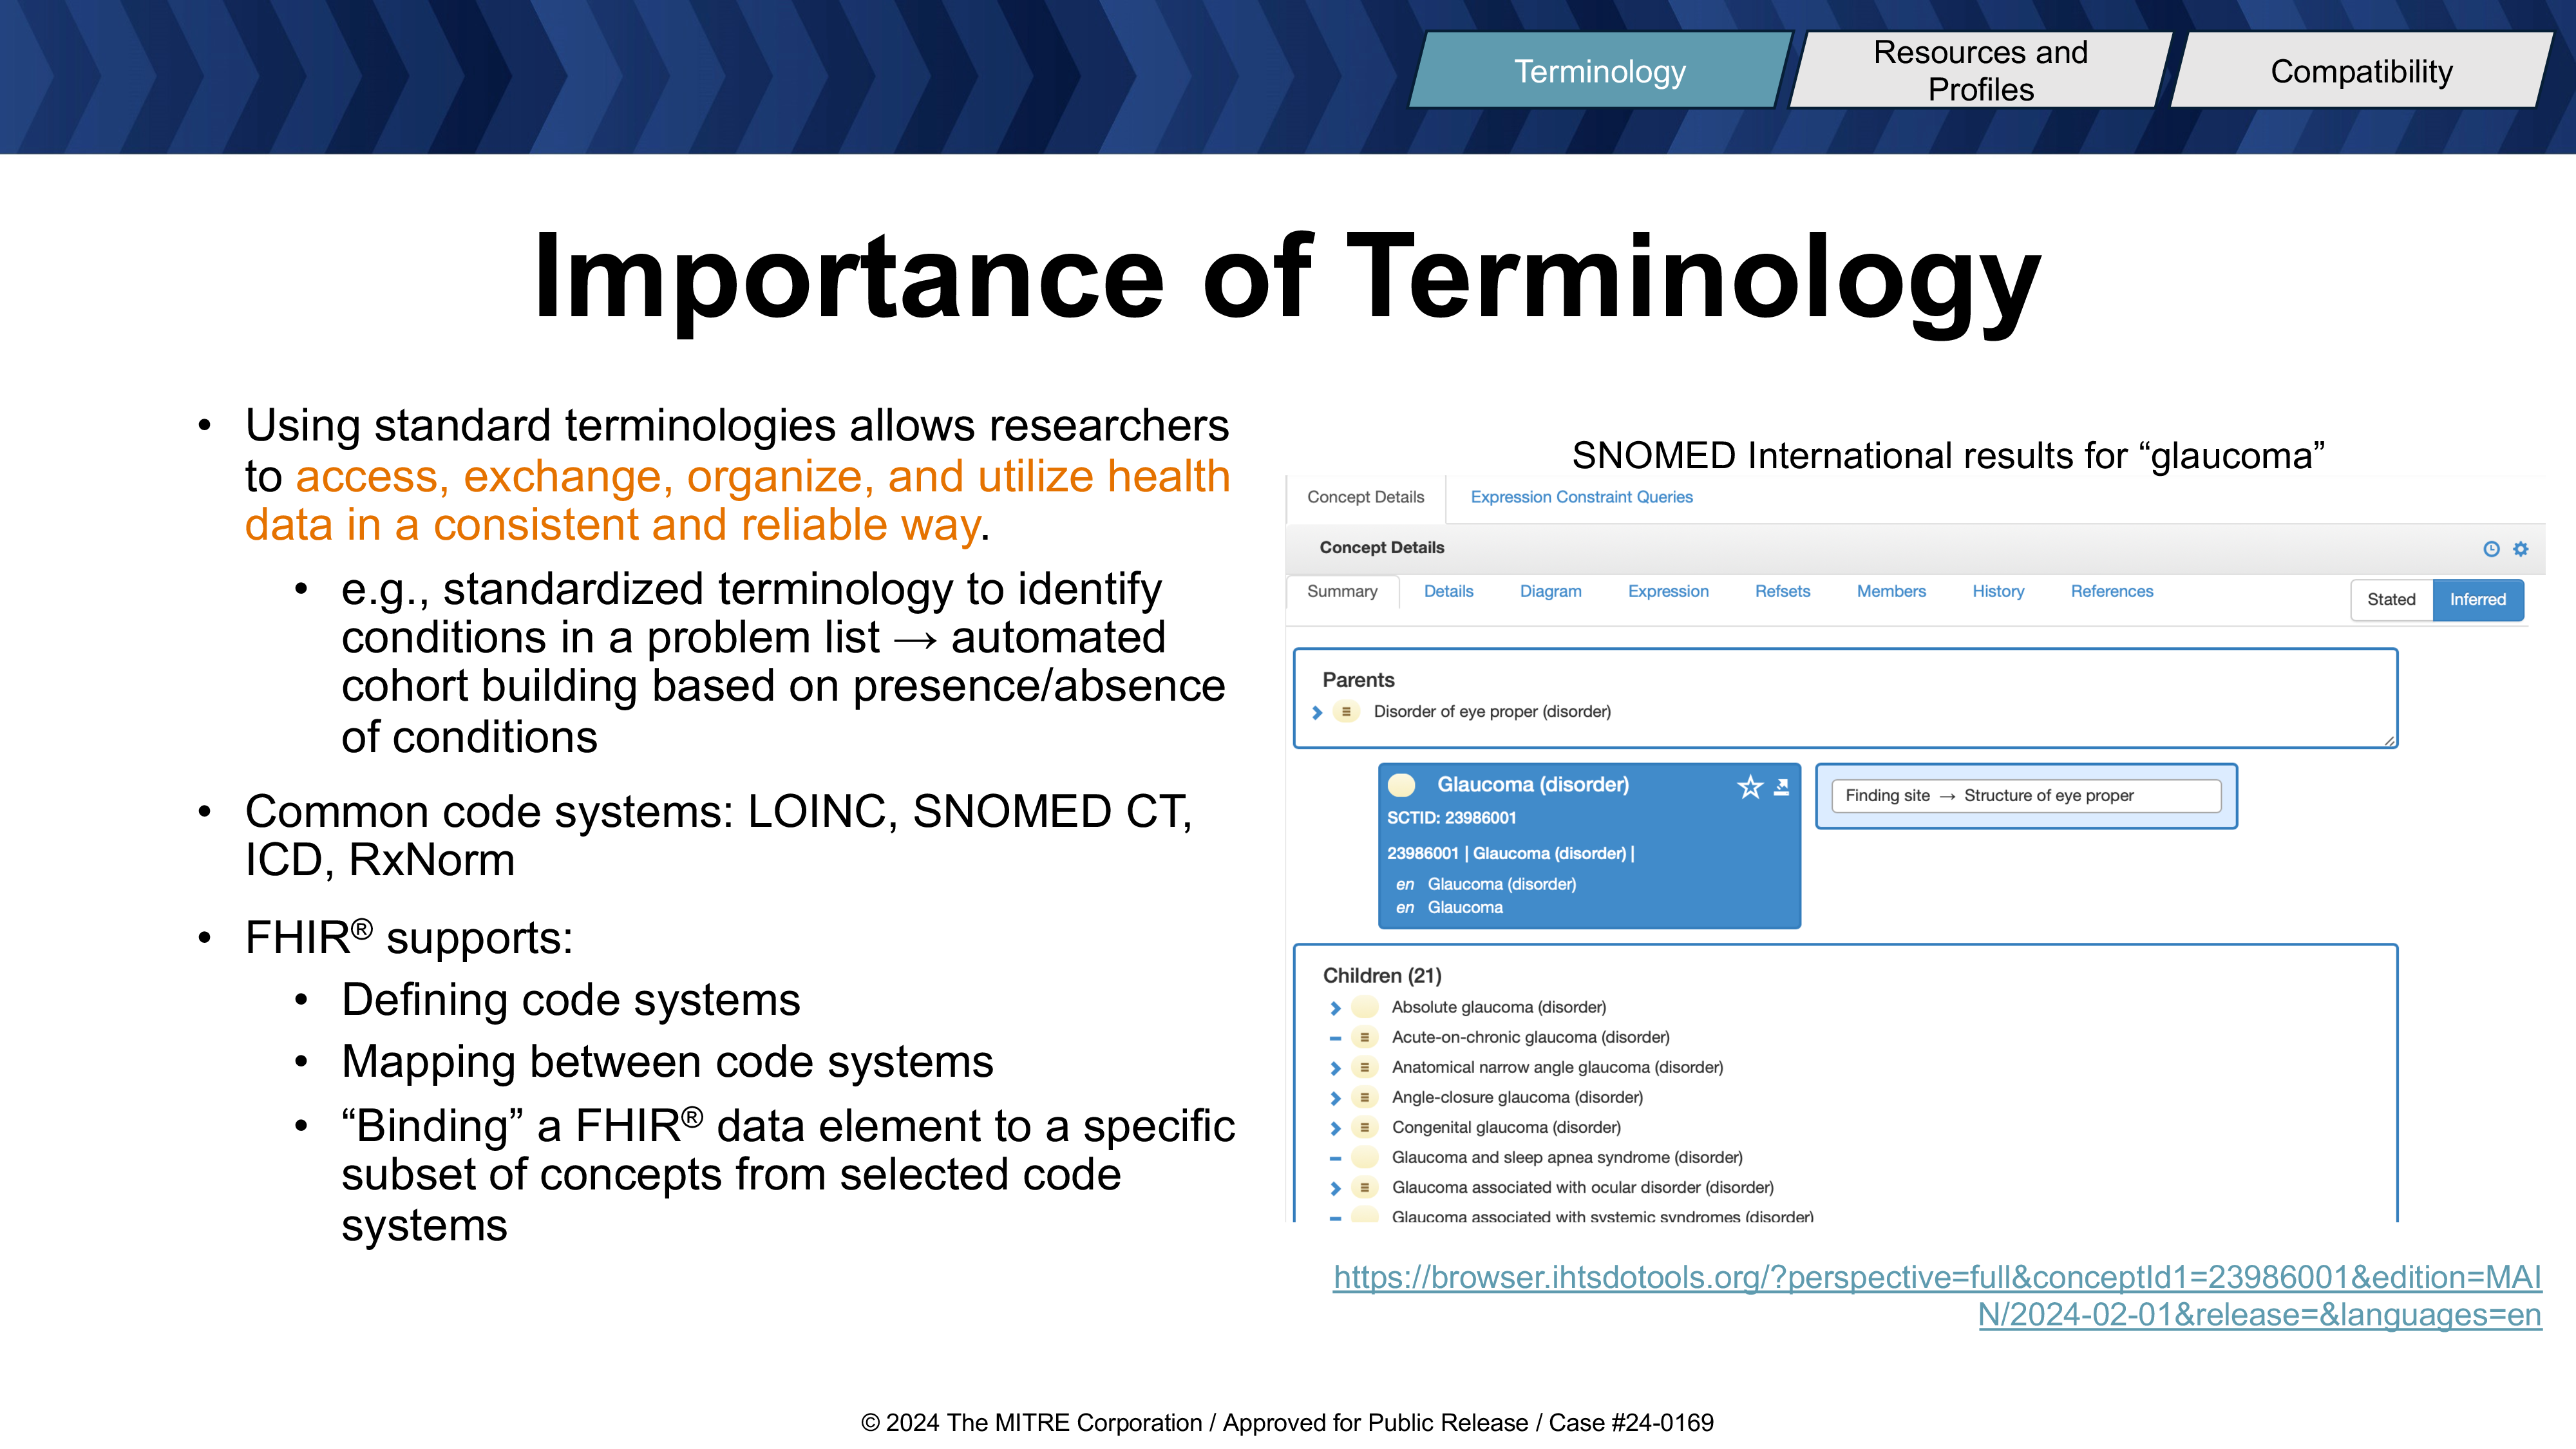 Terminology
Resources and
Profiles
Compatibility
Importance of Terminology
• Using standard terminologies allows researchers
to access, exchange, organize, and utilize health
data in a consistent and reliable way.
• e.g., standardized terminology to identify
conditions in a problem list → automated
cohort building based on presence/absence
of conditions
• Common code systems: LOINC, SNOMED CT,
ICD, RxNorm
• FHIR® supports:
• Defining code systems
• Mapping between code systems
• “Binding” a FHIR® data element to a specific
subset of concepts from selected code
systems
SNOMED International results for “glaucoma”
Concept Details Expression Constraint Queries
Concept Details
Summary Details Diagram Expression Refsets Members History References Stated Inferred
Parents
Disorder of eye proper (disorder)
Glaucoma (disorder)
SCTID: 23986001
23986001 | Glaucoma (disorder) |
en Glaucoma (disorder)
en Glaucoma
Finding site → Structure of eye proper
Children (21)
Absolute glaucoma (disorder)
Acute-on-chronic glaucoma (disorder)
Anatomical narrow angle glaucoma (disorder)
Angle-closure glaucoma (disorder)
Congenital glaucoma (disorder)
Glaucoma and sleep apnea syndrome (disorder)
Glaucoma associated with ocular disorder (disorder)
Glaucoma associated with systemic syndromes (disorder)
https://browser.ihtsdotools.org/?perspective=full&conceptId1=23986001&edition=MAI
N/2024-02-01&release=&languages=en
© 2024 The MITRE Corporation / Approved for Public Release / Case #24-0169